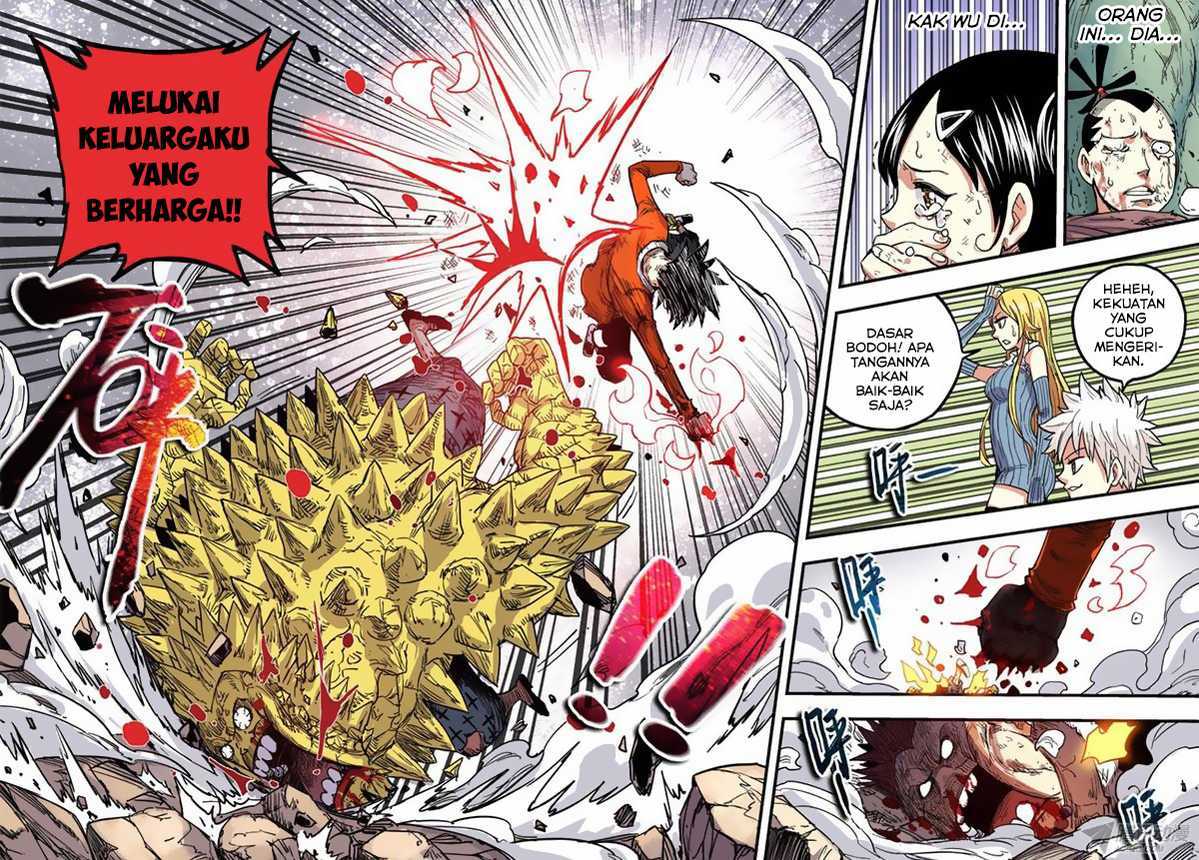 MELUKAI
KELUARGAKU
YANG
BERHARGA!!
!!
KAK WU DI...
ORANG
INI... DIA...
DASAR
BODOH! APA
TANGANNYA
AKAN
BAIK-BAIK
SAJA?
HEHEH,
KEKUATAN
YANG
CUKUP
MENGERI-
KAN.
呼—
呼
呼
呼